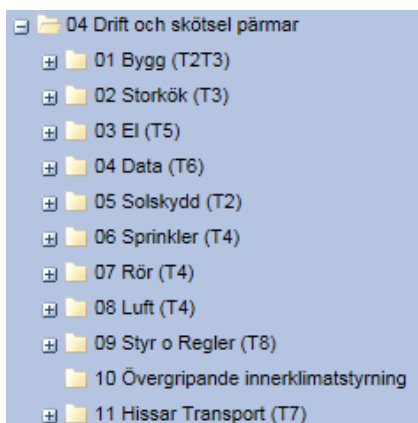 04 Drift och skötsel pärmar
01 Bygg (T2T3)
02 Storkök (T3)
03 El (T5)
04 Data (T6)
05 Solskydd (T2)
06 Sprinkler (T4)
07 Rör (T4)
08 Luft (T4)
09 Styr o Regler (T8)
10 Övergripande innerklimatstyrning
11 Hissar Transport (T7)